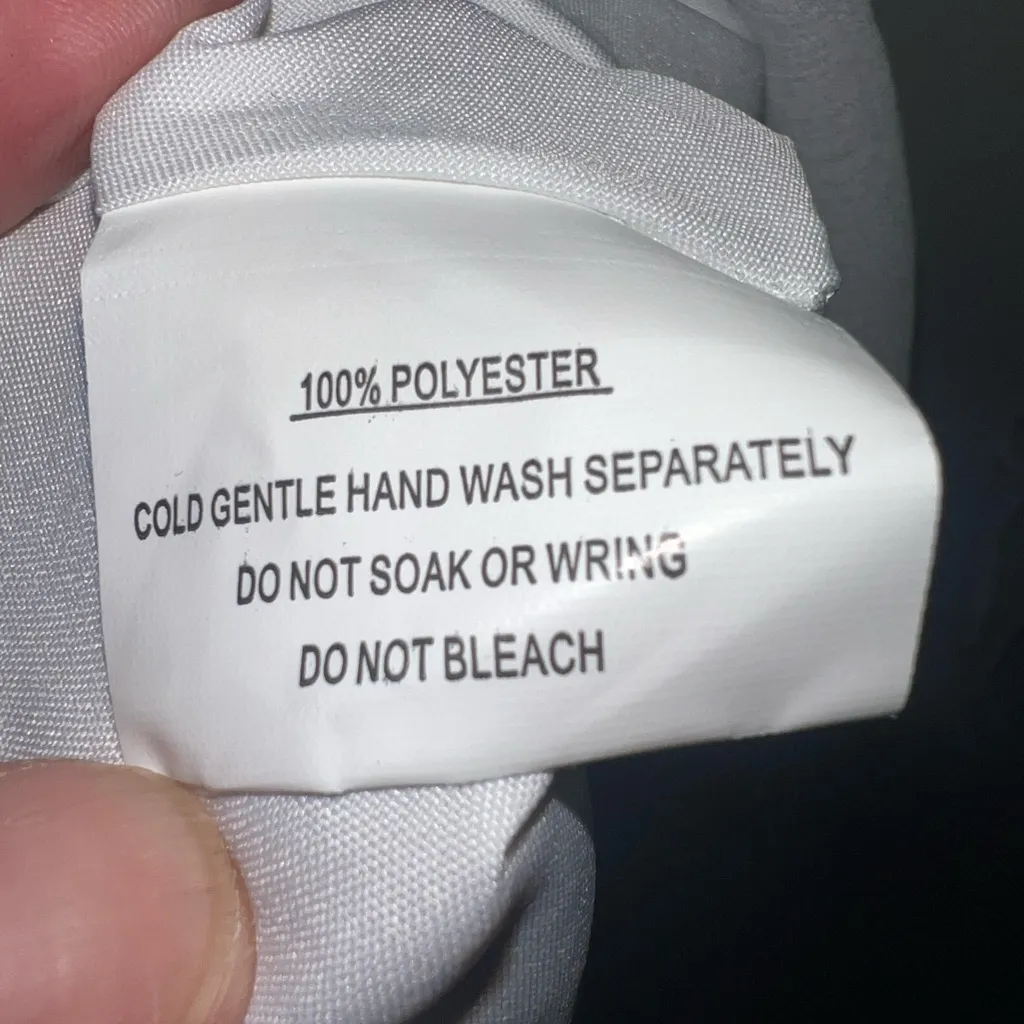 100% POLYESTER
COLD GENTLE HAND WASH SEPARATELY
DO NOT SOAK OR WRING
DO NOT BLEACH